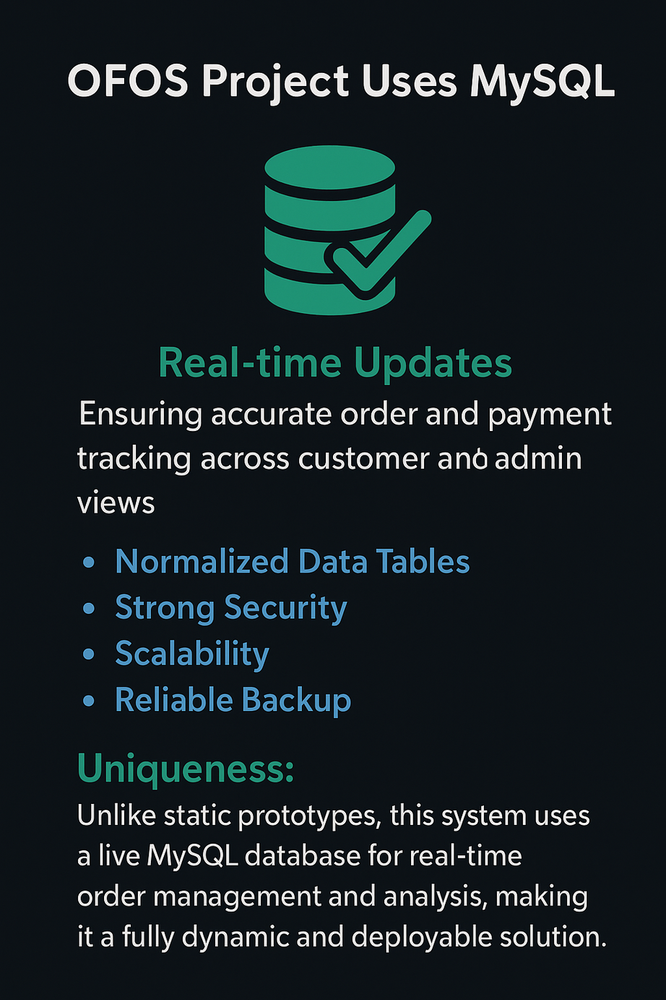 OFOS Project Uses MySQL
Real-time Updates
Ensuring accurate order and payment
tracking across customer and admin
views
• Normalized Data Tables
• Strong Security
• Scalability
• Reliable Backup
Uniqueness:
Unlike static prototypes, this system uses
a live MySQL database for real-time
order management and analysis, making
it a fully dynamic and deployable solution.